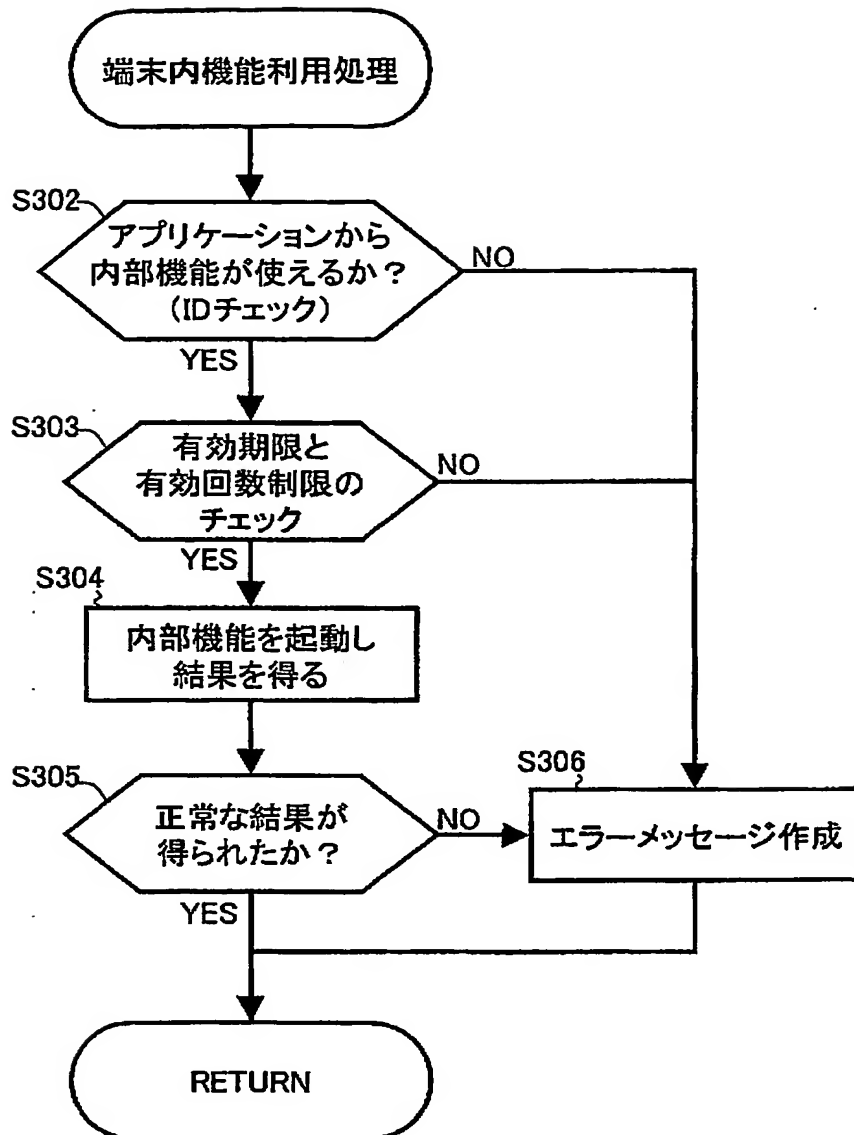 端末内機能利用処理
S302
アプリケーションから
内部機能が使えるか？
（IDチェック）
NO
YES
S303
有効期限と
有効回数制限の
チェック
NO
YES
S304
内部機能を起動し
結果を得る
S305
正常な結果が
得られたか？
NO
YES
S306
エラーメッセージ作成
RETURN